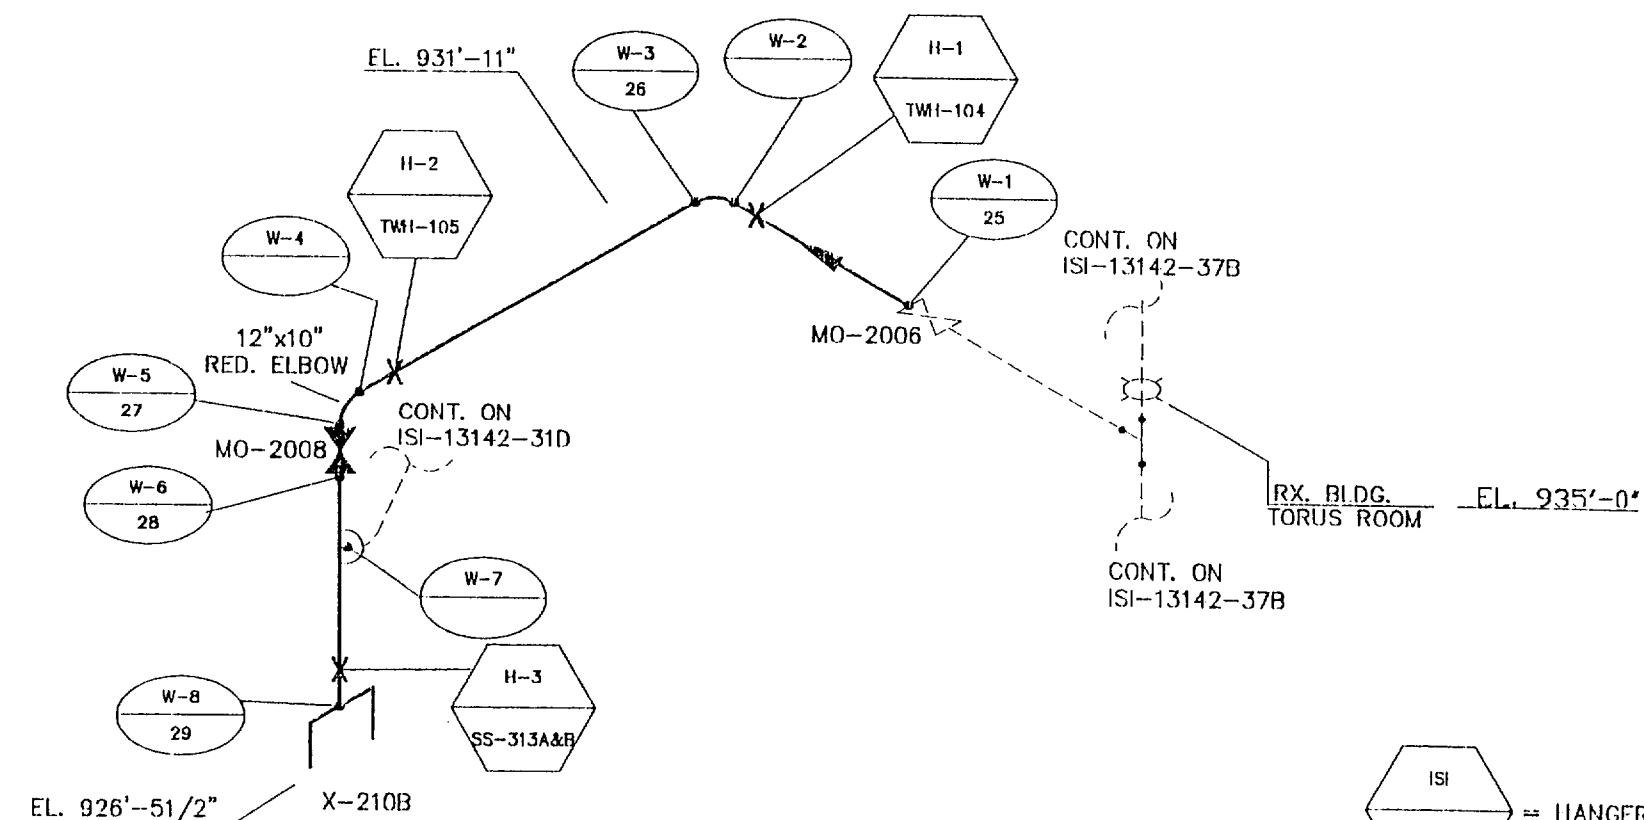 EL. 931'-11"
W-3
26
W-2
H-1
TWH-104
H-2
TWH-105
W-1
25
W-4
CONT. ON
ISI-13142-37B
12"x10"
RED. ELBOW
MO-2006
W-5
27
CONT. ON
ISI-13142-31D
MO-2008
W-6
28
RX. BLDG.
TORUS ROOM
EL. 935'-0"
W-7
CONT. ON
ISI-13142-37B
H-3
SS-313A&B
W-8
29
EL. 926'-51/2"
X-210B
ISI
= HANGER